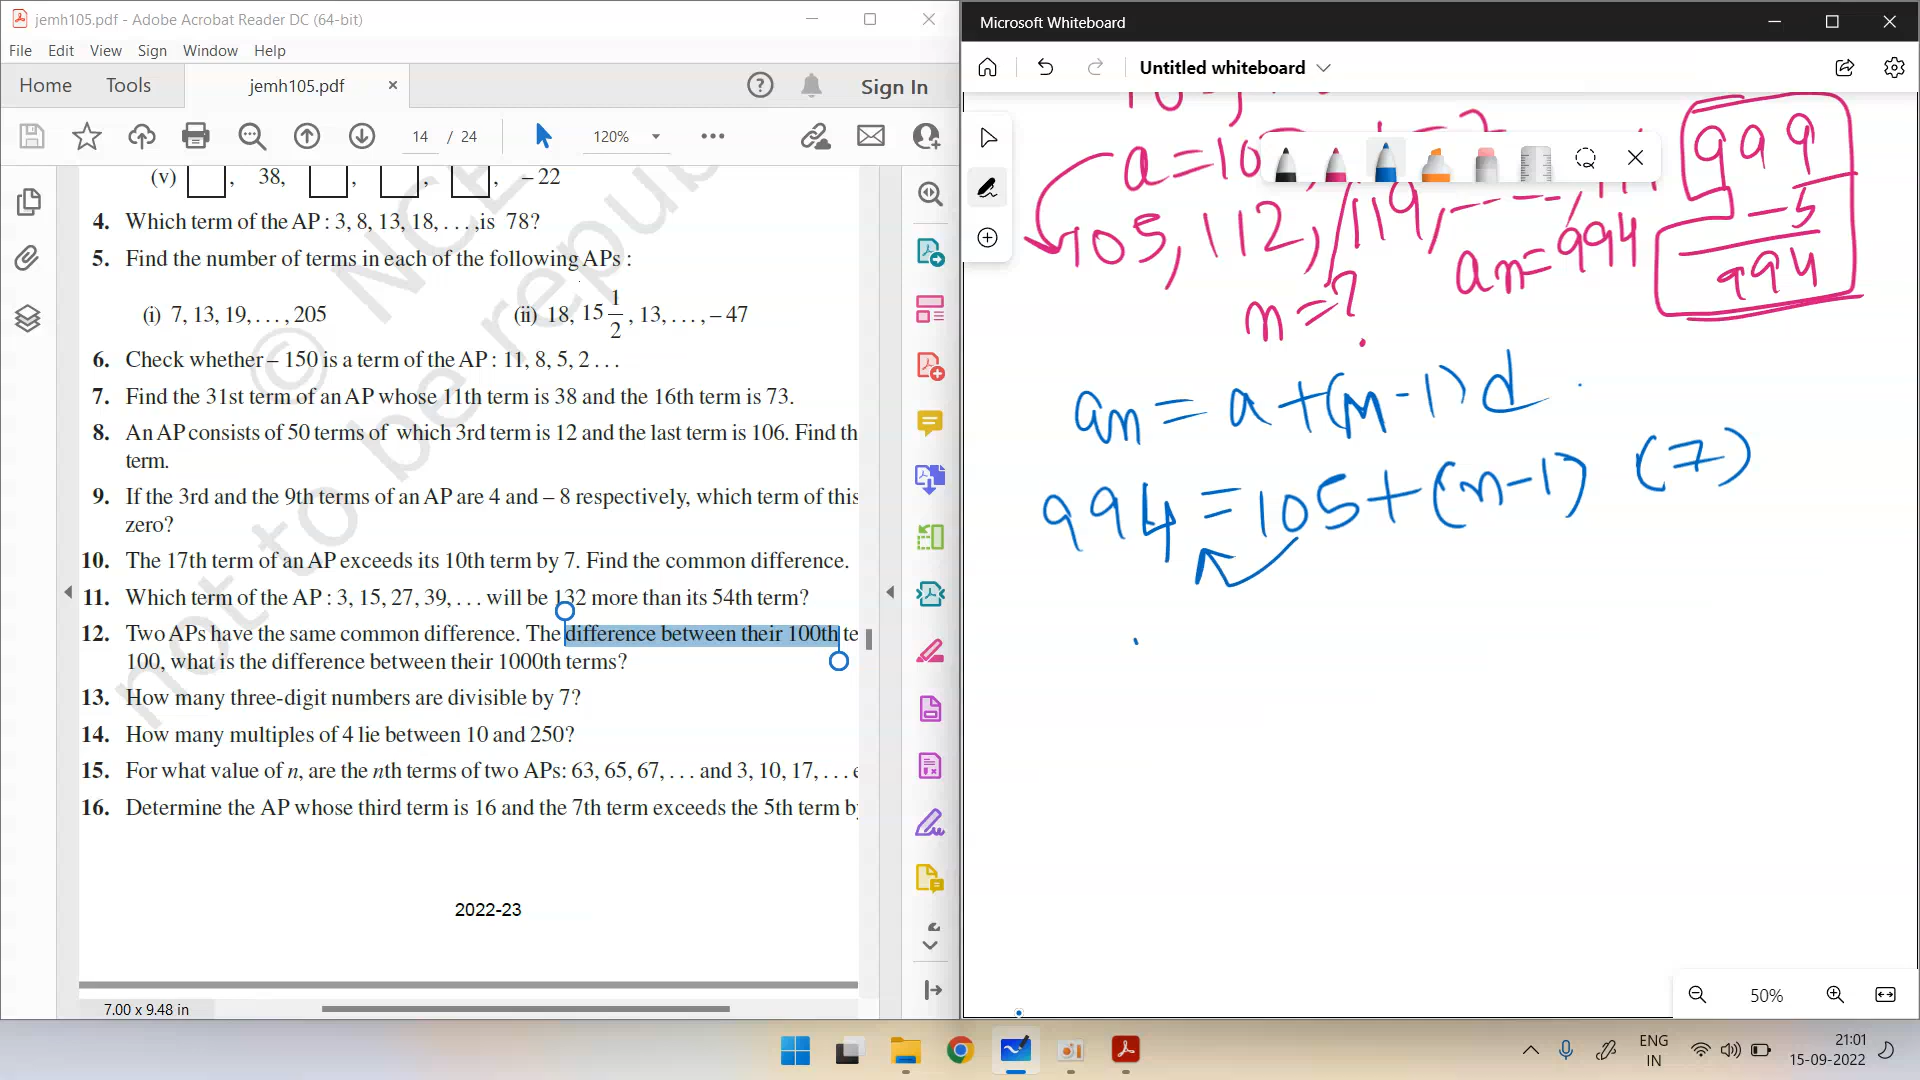 jemh105.pdf - Adobe Acrobat Reader DC (64-bit)
File Edit View Sign Window Help
Home Tools jemh105.pdf × Sign In
14 / 24 120%
(v) , 38, , , , – 22
4. Which term of the AP : 3, 8, 13, 18, . . . ,is 78?
5. Find the number of terms in each of the following APs :
(i) 7, 13, 19, . . . , 205 (ii) 18, 15 1/2 , 13, . . . , – 47
6. Check whether – 150 is a term of the AP : 11, 8, 5, 2 . . .
7. Find the 31st term of an AP whose 11th term is 38 and the 16th term is 73.
8. An AP consists of 50 terms of which 3rd term is 12 and the last term is 106. Find th
term.
9. If the 3rd and the 9th terms of an AP are 4 and – 8 respectively, which term of this
zero?
10. The 17th term of an AP exceeds its 10th term by 7. Find the common difference.
11. Which term of the AP : 3, 15, 27, 39, . . . will be 132 more than its 54th term?
12. Two APs have the same common difference. The difference between their 100th te
100, what is the difference between their 1000th terms?
13. How many three-digit numbers are divisible by 7?
14. How many multiples of 4 lie between 10 and 250?
15. For what value of n, are the nth terms of two APs: 63, 65, 67, . . . and 3, 10, 17, . . . e
16. Determine the AP whose third term is 16 and the 7th term exceeds the 5th term b
2022-23
© NCE
not to be repu
7.00 x 9.48 in
Microsoft Whiteboard
Untitled whiteboard
a = 10
105, 112, 119, - - - - ,
an = 994
n = ?
999
- 5
994
an = a + (n - 1) d
994 = 105 + (n - 1) (7)
50%
ENG
IN
21:01
15-09-2022